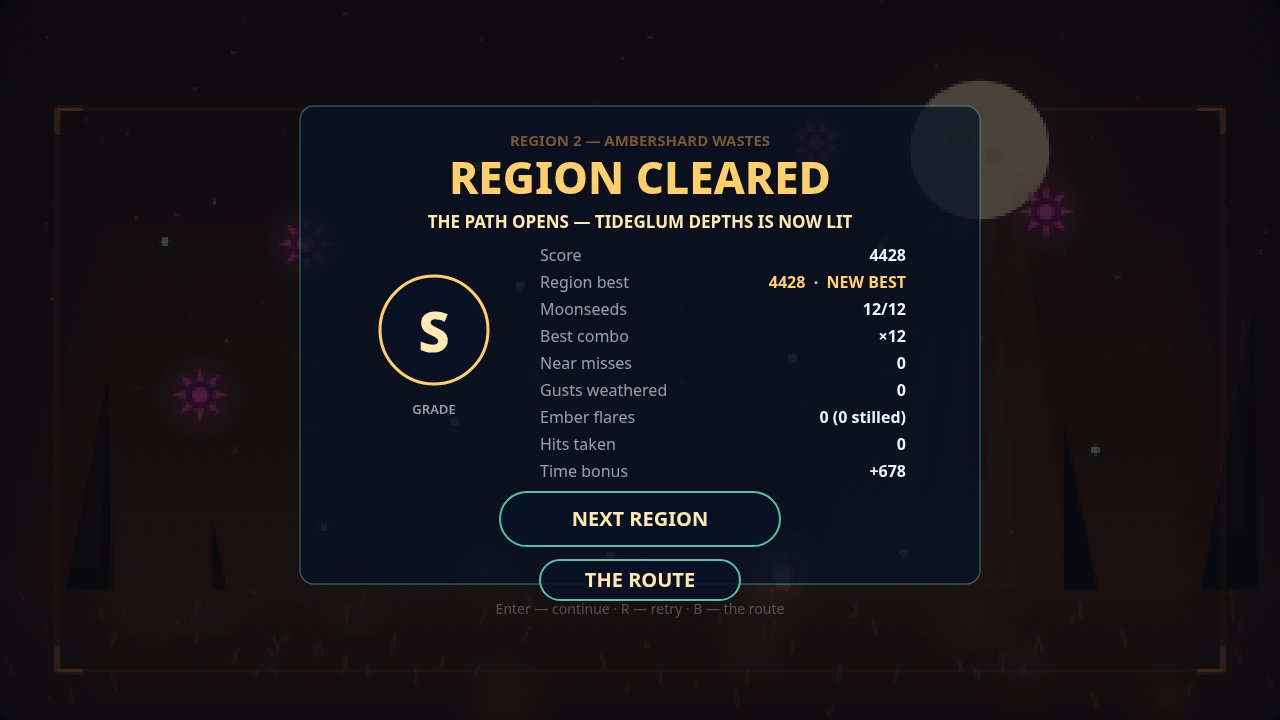 REGION 2 — AMBERSHARD WASTES
REGION CLEARED
THE PATH OPENS — TIDEGLUM DEPTHS IS NOW LIT
Score 4428
Region best 4428 · NEW BEST
Moonseeds 12/12
Best combo ×12
Near misses 0
Gusts weathered 0
Ember flares 0 (0 stilled)
Hits taken 0
Time bonus +678
S
GRADE
NEXT REGION
THE ROUTE
Enter — continue · R — retry · B — the route